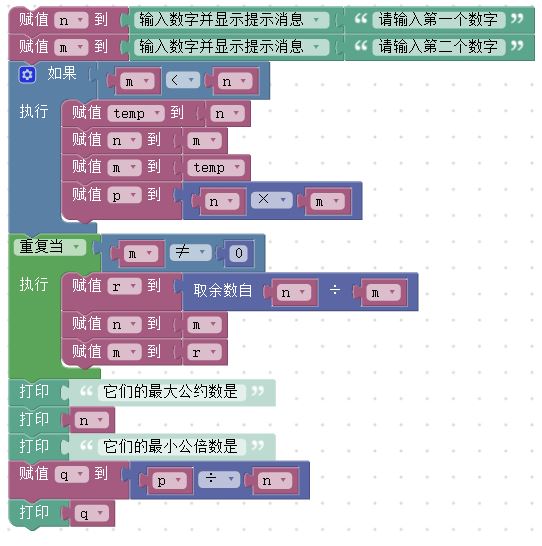 赋值 n 到 输入数字并显示提示消息 “ 请输入第一个数字 ”
赋值 m 到 输入数字并显示提示消息 “ 请输入第二个数字 ”
如果 m < n
执行 赋值 temp 到 n
赋值 n 到 m
赋值 m 到 temp
赋值 p 到 n × m
重复当 m ≠ 0
执行 赋值 r 到 取余数自 n ÷ m
赋值 n 到 m
赋值 m 到 r
打印 “ 它们的最大公约数是 ”
打印 n
打印 “ 它们的最小公倍数是 ”
赋值 q 到 p ÷ n
打印 q